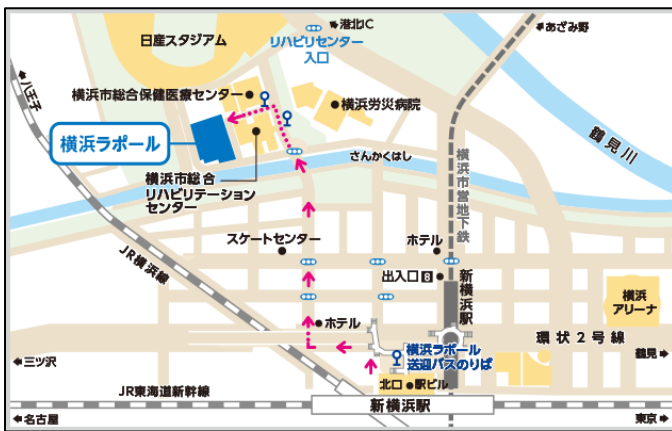 日産スタジアム
港北IC
リハビリセンター
入口
あざみ野
八王子
横浜市総合保健医療センター
横浜労災病院
鶴見川
横浜ラポール
さんかくはし
横浜市営地下鉄
横浜市総合
リハビリテーション
センター
JR横浜線
スケートセンター
ホテル
出入口8
新横浜駅
横浜
アリーナ
ホテル
環状2号線
横浜ラポール
送迎バスのりば
三ツ沢
鶴見
北口
駅ビル
JR東海道新幹線
新横浜駅
名古屋
東京